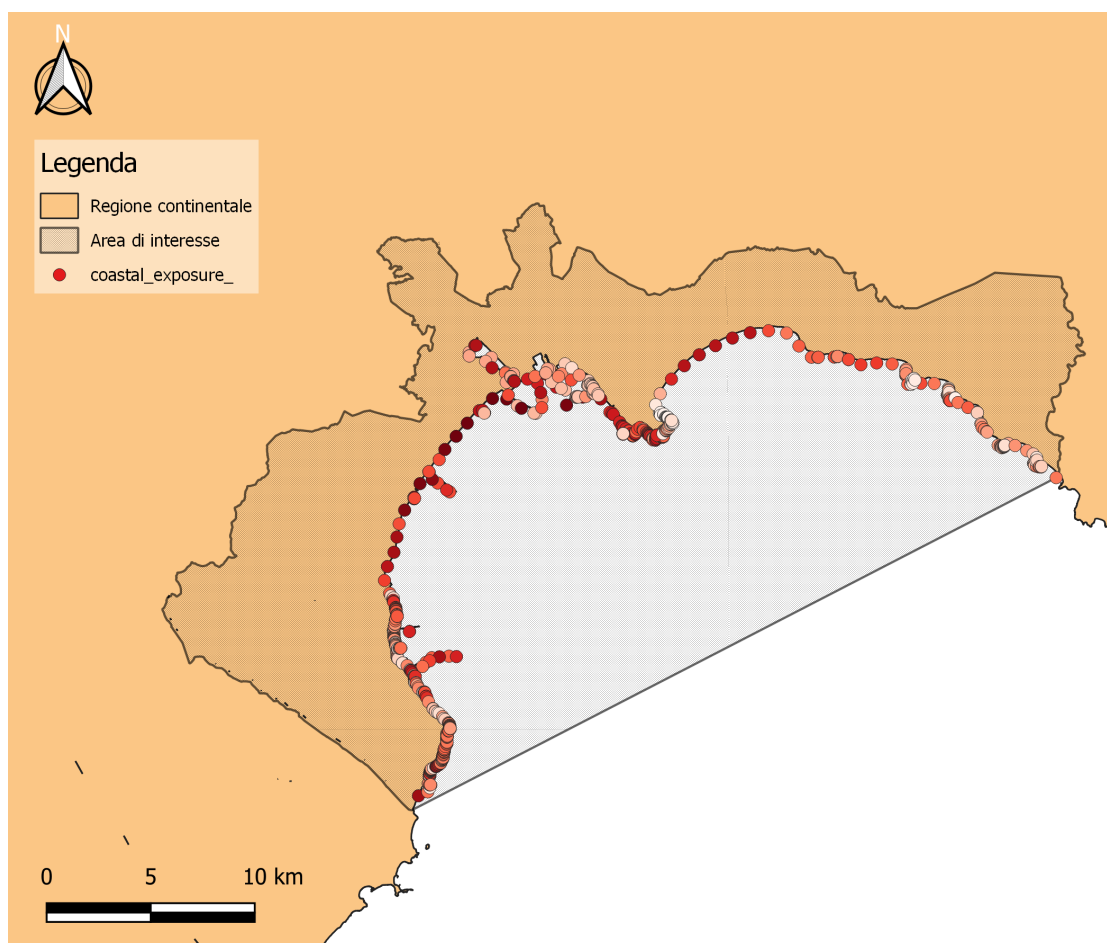 N
Legenda
Regione continentale
Area di interesse
coastal_exposure_
0 5 10 km